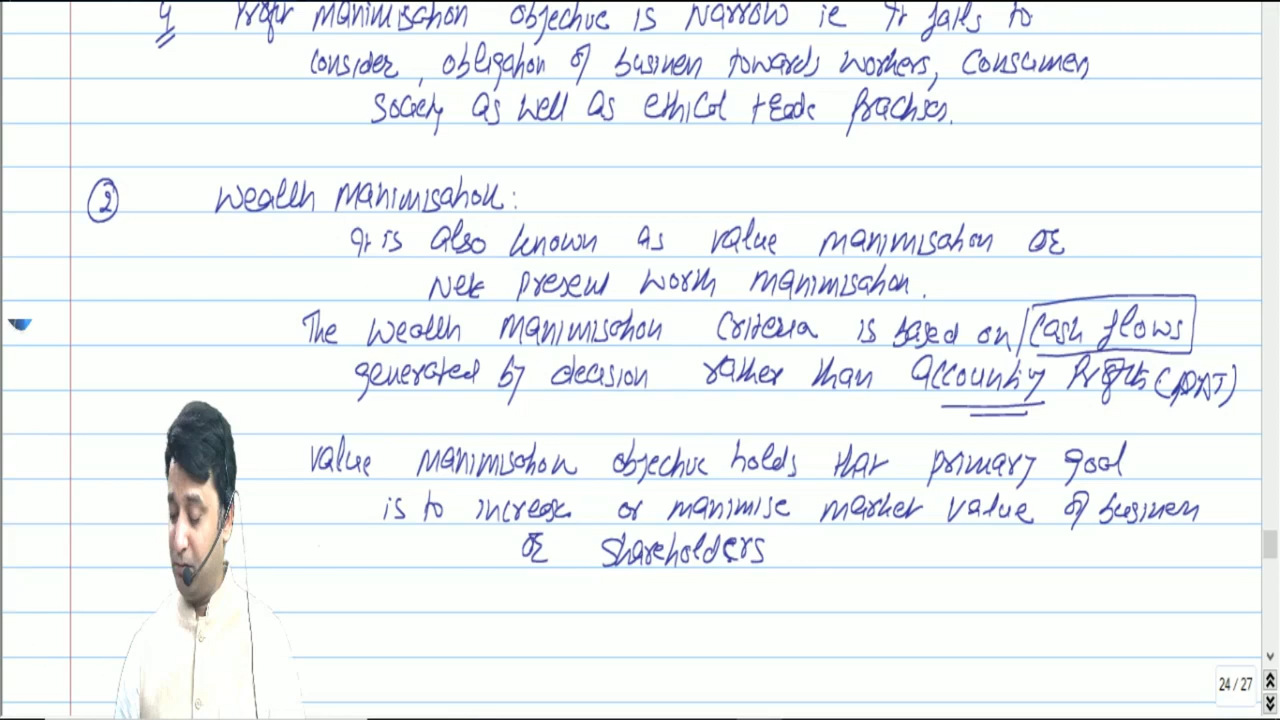 4 Profit maximisation objective is Narrow ie It fails to
consider, obligation of business towards workers, consumers
society as well as ethical trade practises.
② Wealth Maximisation:
It is also known as value maximisation or
Net present worth maximisation.
The wealth maximisation criteria is based on cash flows
generated by decision rather than accounting Profits (PAT)
value maximisation objective holds that primary goal
is to increase or maximise market value of business
or shareholders
24 / 27